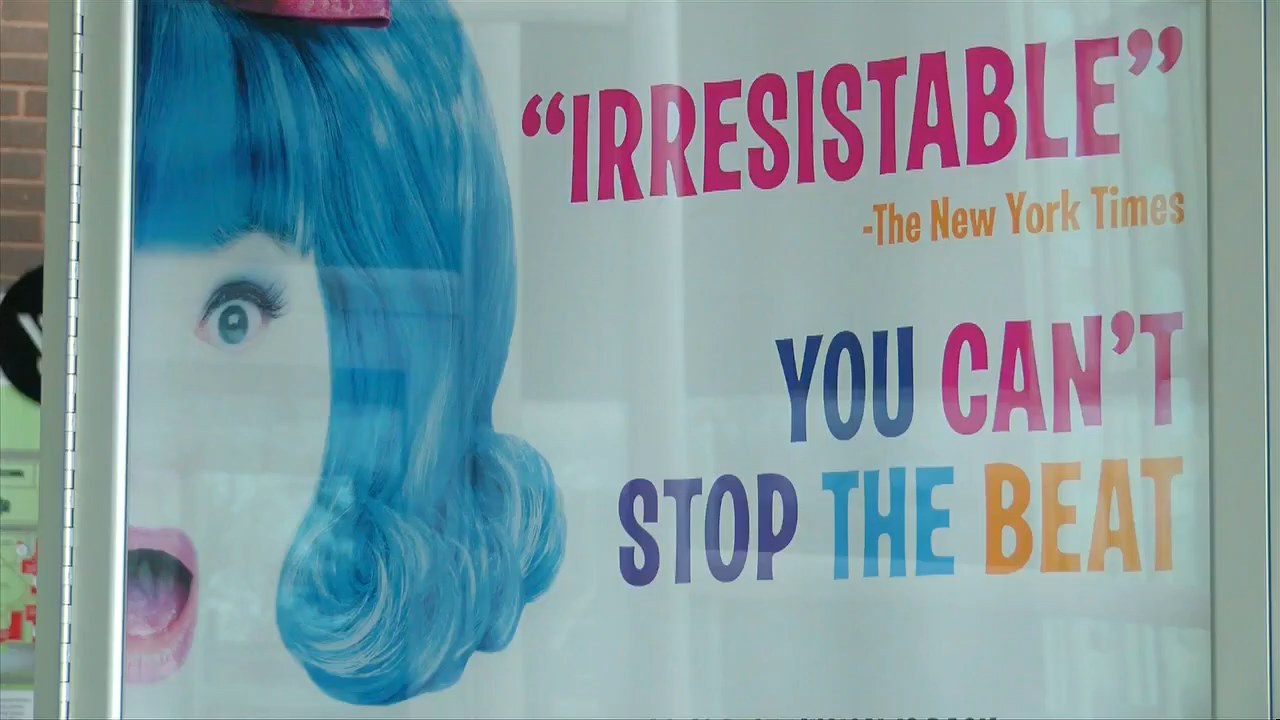 “IRRESISTABLE”
-The New York Times
YOU CAN’T
STOP THE BEAT